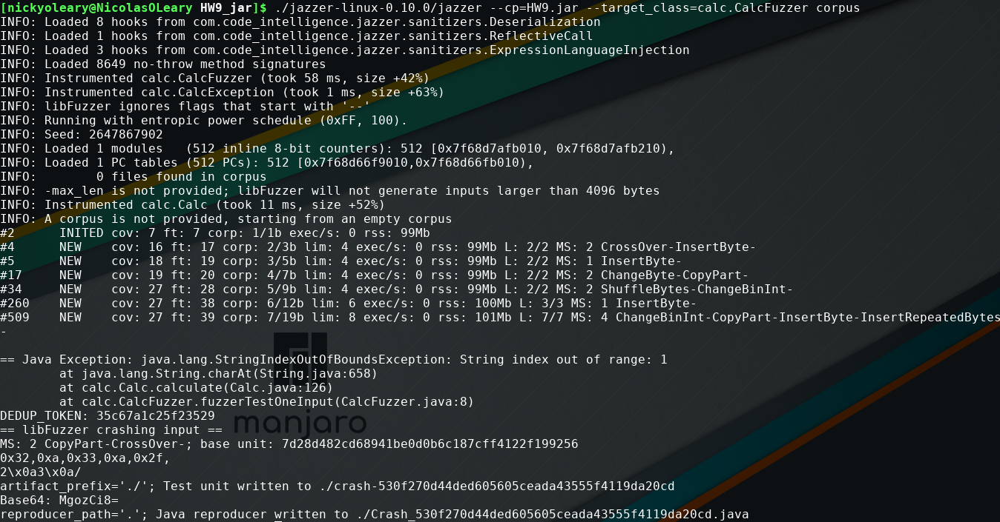 [nickyoleary@NicolasOLeary HW9_jar]$ ./jazzer-linux-0.10.0/jazzer --cp=HW9.jar --target_class=calc.CalcFuzzer corpus
INFO: Loaded 8 hooks from com.code_intelligence.jazzer.sanitizers.Deserialization
INFO: Loaded 1 hooks from com.code_intelligence.jazzer.sanitizers.ReflectiveCall
INFO: Loaded 3 hooks from com.code_intelligence.jazzer.sanitizers.ExpressionLanguageInjection
INFO: Loaded 8649 no-throw method signatures
INFO: Instrumented calc.CalcFuzzer (took 58 ms, size +42%)
INFO: Instrumented calc.CalcException (took 1 ms, size +63%)
INFO: libFuzzer ignores flags that start with '--'
INFO: Running with entropic power schedule (0xFF, 100).
INFO: Seed: 2647867902
INFO: Loaded 1 modules   (512 inline 8-bit counters): 512 [0x7f68d7afb010, 0x7f68d7afb210),
INFO: Loaded 1 PC tables (512 PCs): 512 [0x7f68d66f9010,0x7f68d66fb010),
INFO:        0 files found in corpus
INFO: -max_len is not provided; libFuzzer will not generate inputs larger than 4096 bytes
INFO: Instrumented calc.Calc (took 11 ms, size +52%)
INFO: A corpus is not provided, starting from an empty corpus
#2      INITED cov: 7 ft: 7 corp: 1/1b exec/s: 0 rss: 99Mb
#4      NEW    cov: 16 ft: 17 corp: 2/3b lim: 4 exec/s: 0 rss: 99Mb L: 2/2 MS: 2 CrossOver-InsertByte-
#5      NEW    cov: 18 ft: 19 corp: 3/5b lim: 4 exec/s: 0 rss: 99Mb L: 2/2 MS: 1 InsertByte-
#17     NEW    cov: 19 ft: 20 corp: 4/7b lim: 4 exec/s: 0 rss: 99Mb L: 2/2 MS: 2 ChangeByte-CopyPart-
#34     NEW    cov: 27 ft: 28 corp: 5/9b lim: 4 exec/s: 0 rss: 99Mb L: 2/2 MS: 2 ShuffleBytes-ChangeBinInt-
#260    NEW    cov: 27 ft: 38 corp: 6/12b lim: 6 exec/s: 0 rss: 100Mb L: 3/3 MS: 1 InsertByte-
#509    NEW    cov: 27 ft: 39 corp: 7/19b lim: 8 exec/s: 0 rss: 101Mb L: 7/7 MS: 4 ChangeBinInt-CopyPart-InsertByte-InsertRepeatedBytes
-
== Java Exception: java.lang.StringIndexOutOfBoundsException: String index out of range: 1
        at java.lang.String.charAt(String.java:658)
        at calc.Calc.calculate(Calc.java:126)
        at calc.CalcFuzzer.fuzzerTestOneInput(CalcFuzzer.java:8)
DEDUP_TOKEN: 35c67a1c25f23529
== libFuzzer crashing input ==
manjaro
MS: 2 CopyPart-CrossOver-; base unit: 7d28d482cd68941be0d0b6c187cff4122f199256
0x32,0xa,0x33,0xa,0x2f,
2\x0a3\x0a/
artifact_prefix='./'; Test unit written to ./crash-530f270d44ded605605ceada43555f4119da20cd
Base64: MgozCi8=
reproducer_path='.'; Java reproducer written to ./Crash_530f270d44ded605605ceada43555f4119da20cd.java